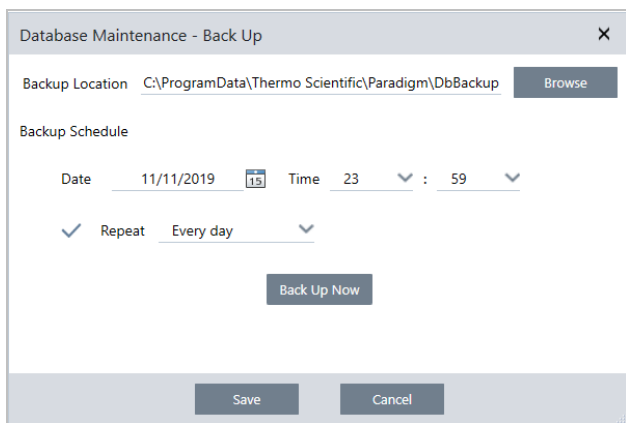 Database Maintenance - Back Up
Backup Location C:\ProgramData\Thermo Scientific\Paradigm\DbBackup Browse
Backup Schedule
Date 11/11/2019 15 Time 23 : 59
Repeat Every day
Back Up Now
Save Cancel